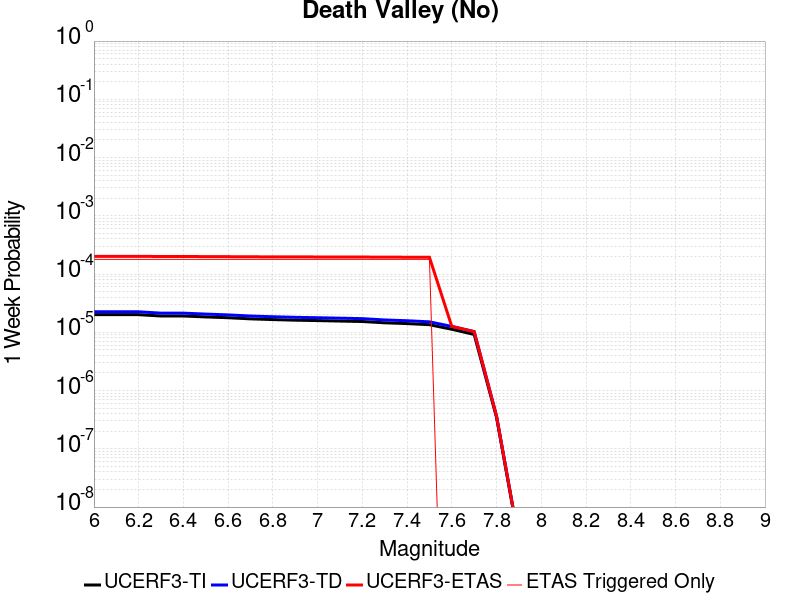 Death Valley (No)
10^0
10^-1
10^-2
10^-3
10^-4
10^-5
10^-6
10^-7
10^-8
1 Week Probability
6 6.2 6.4 6.6 6.8 7 7.2 7.4 7.6 7.8 8 8.2 8.4 8.6 8.8 9
Magnitude
UCERF3-TI UCERF3-TD UCERF3-ETAS ETAS Triggered Only